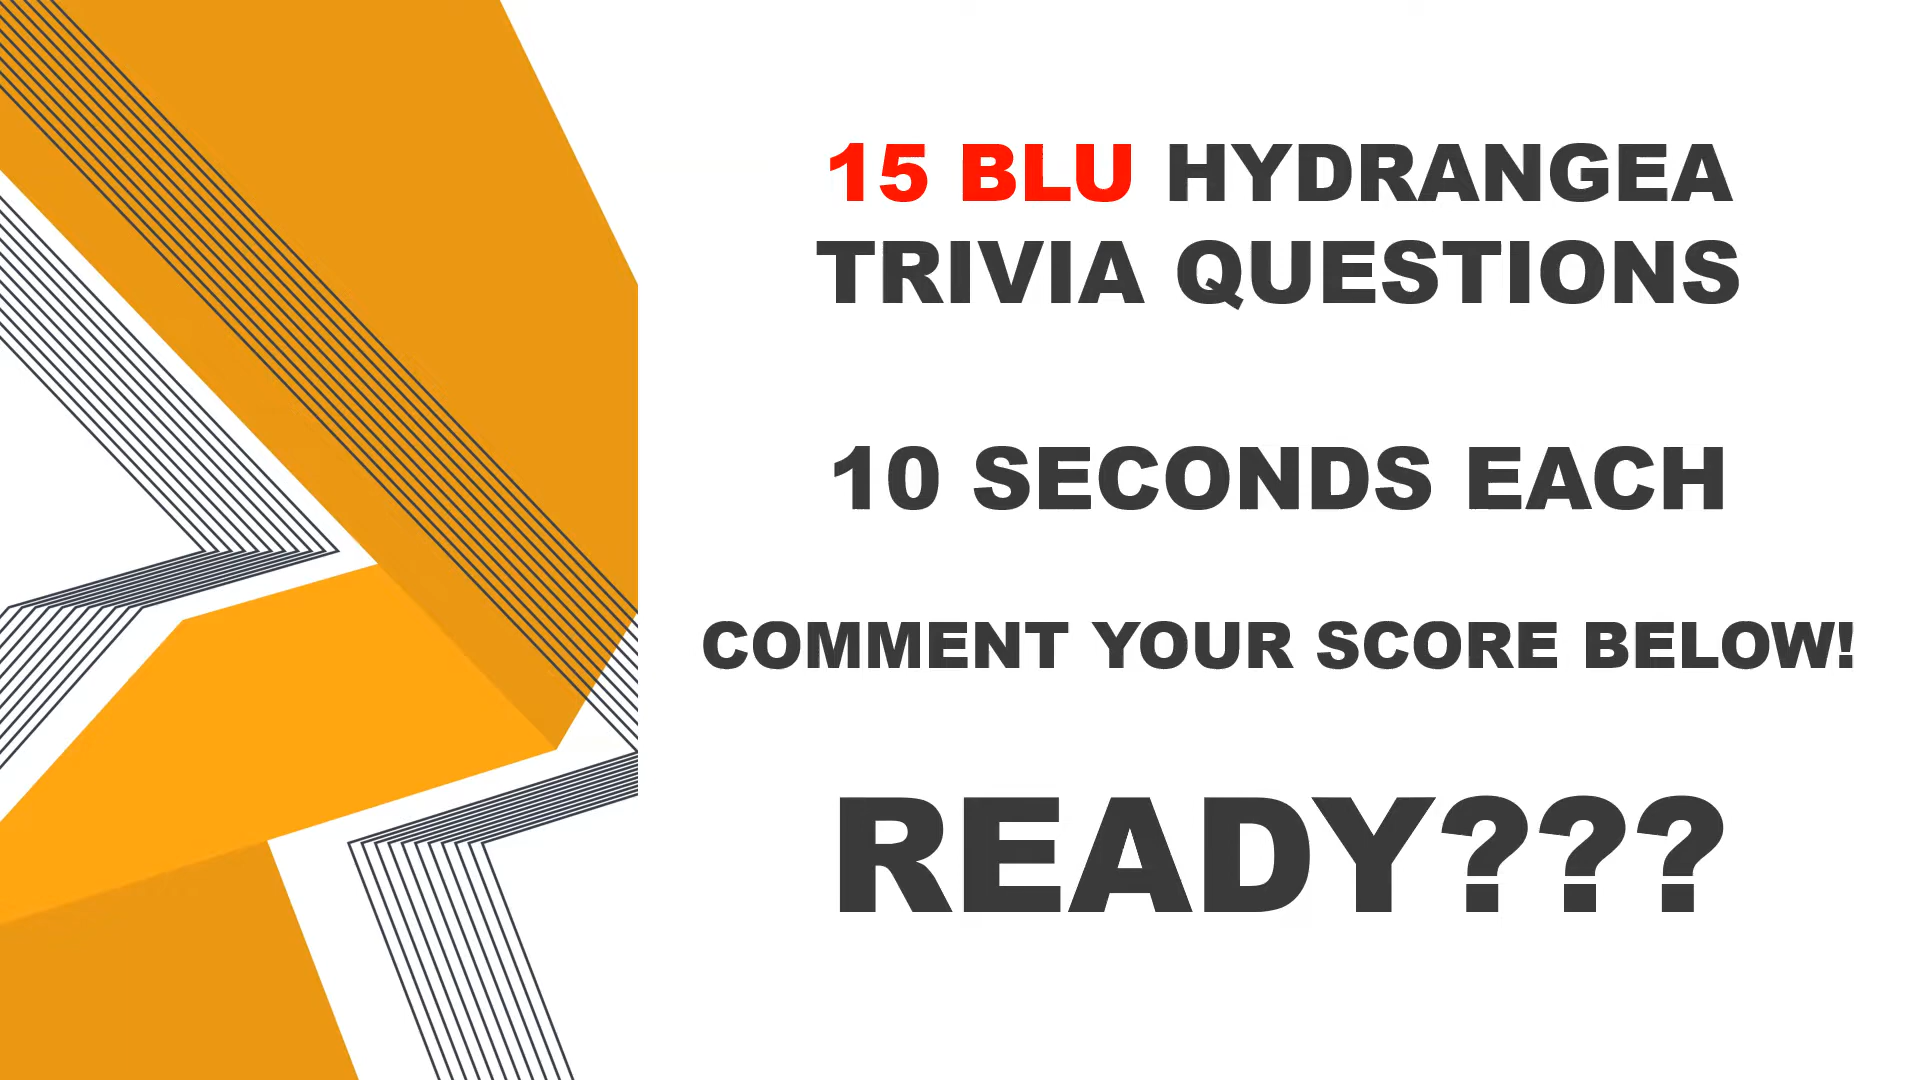 15 BLU HYDRANGEA
TRIVIA QUESTIONS
10 SECONDS EACH
COMMENT YOUR SCORE BELOW!
READY???